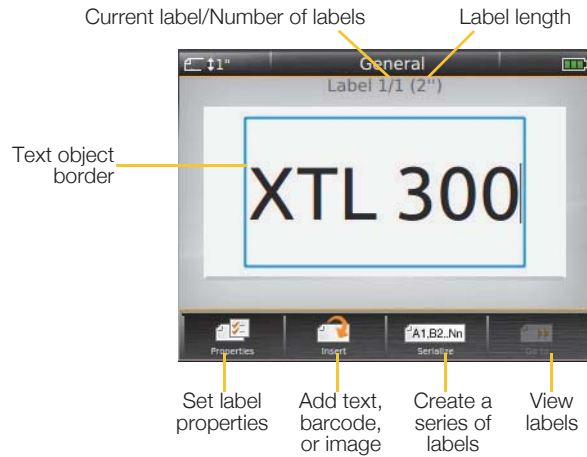 Current label/Number of labels
Label length
1"
General
Label 1/1 (2")
Text object
border
XTL 300
A1,B2..Nn
Properties
Insert
Serialize
Go to
Set label
properties
Add text,
barcode,
or image
Create a
series of
labels
View
labels